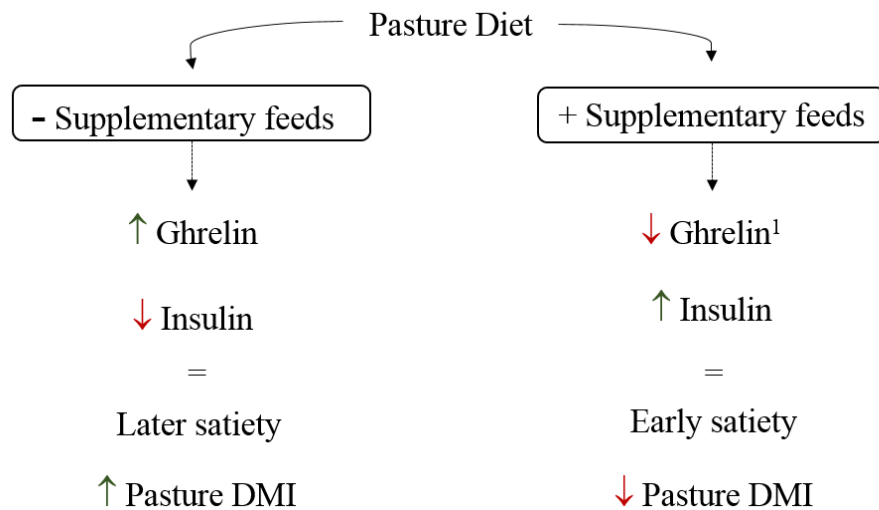 Pasture Diet
- Supplementary feeds
↑ Ghrelin
↓ Insulin
=
Later satiety
↑ Pasture DMI
+ Supplementary feeds
↓ Ghrelin¹
↑ Insulin
=
Early satiety
↓ Pasture DMI